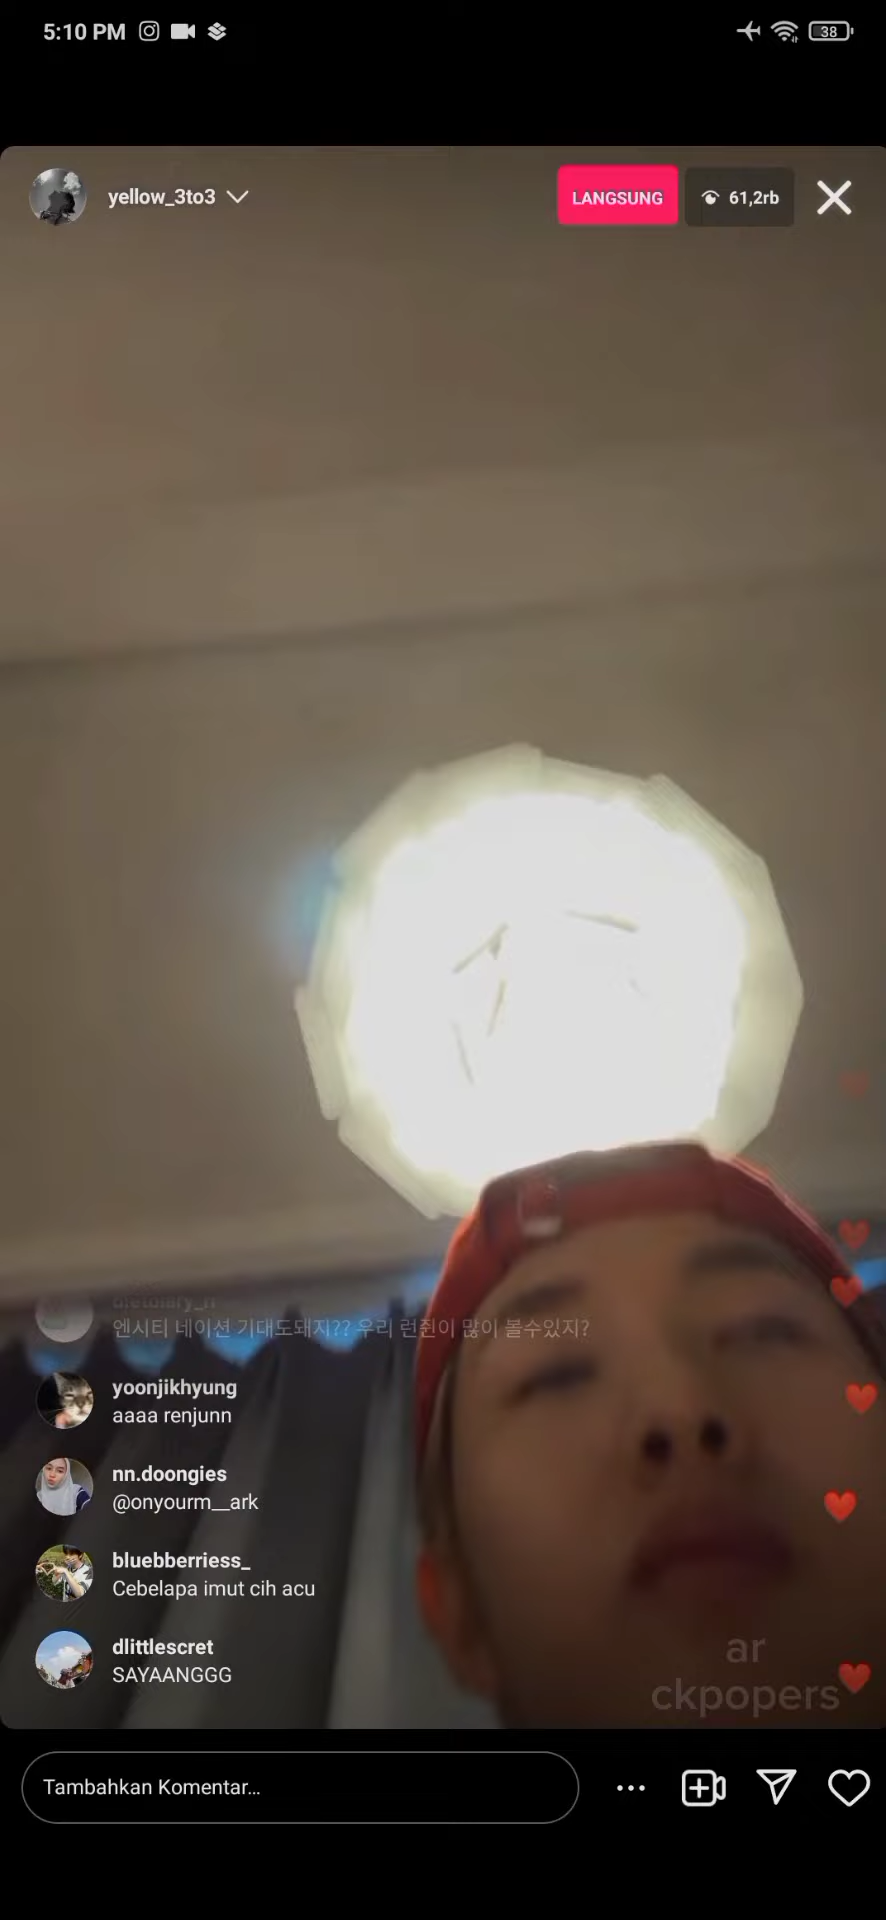 5:10 PM
38
yellow_3to3
LANGSUNG
61,2rb
엔시티 네이션 기대도돼지?? 우리 런쥔이 많이 볼수있지?
yoonjikhyung
aaaa renjunn
nn.doongies
@onyourm__ark
bluebberriess_
Cebelapa imut cih acu
dlittlescret
SAYAANGGG
ar
ckpopers
Tambahkan Komentar...